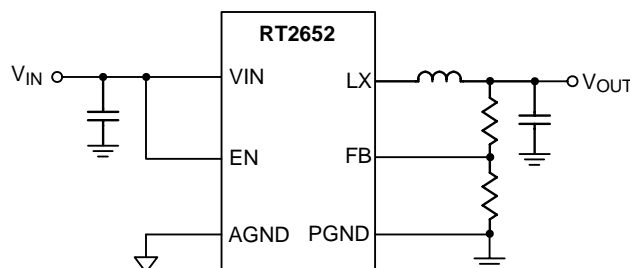 RT2652
VIN
VIN
LX
VOUT
EN
FB
AGND
PGND